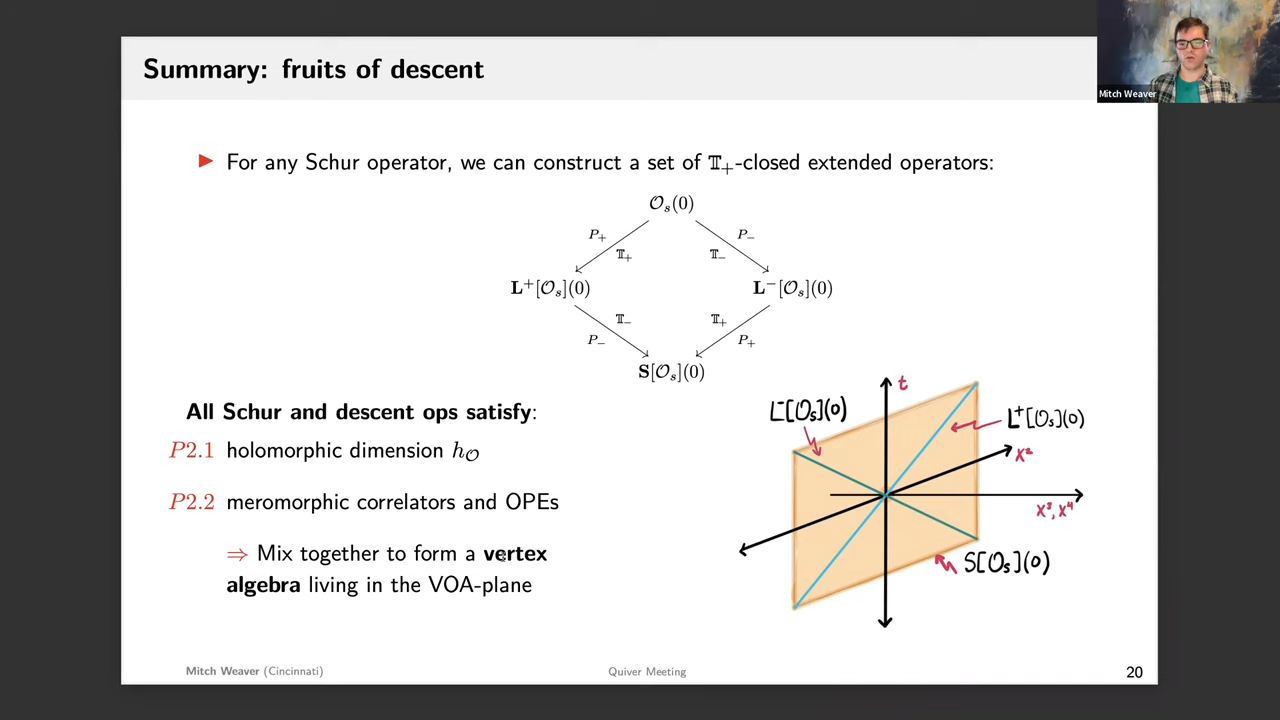 Summary: fruits of descent
Mitch Weaver
▶ For any Schur operator, we can construct a set of 𝕋₊-closed extended operators:
𝒪ₛ(0)
P₊ P₋
𝕋₊ 𝕋₋
L⁺[𝒪ₛ](0) L⁻[𝒪ₛ](0)
𝕋₋ 𝕋₊
P₋ P₊
S[𝒪ₛ](0)
All Schur and descent ops satisfy:
P2.1 holomorphic dimension h_𝒪
P2.2 meromorphic correlators and OPEs
⇒ Mix together to form a vertex
algebra living in the VOA-plane
t
L⁻[𝒪ₛ](0)
L⁺[𝒪ₛ](0)
x²
x³, x⁴
S[𝒪ₛ](0)
Mitch Weaver (Cincinnati) Quiver Meeting 20